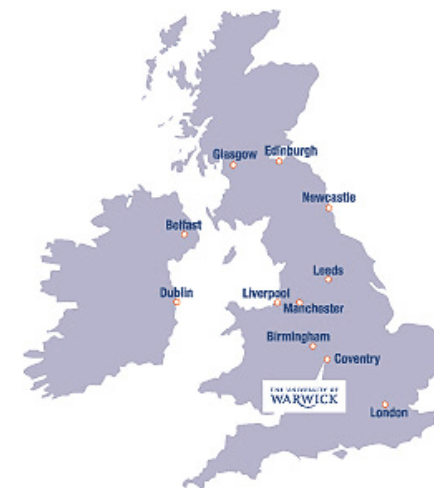 Glasgow
Edinburgh
Newcastle
Belfast
Leeds
Dublin
Liverpool
Manchester
Birmingham
Coventry
THE UNIVERSITY OF
WARWICK
London